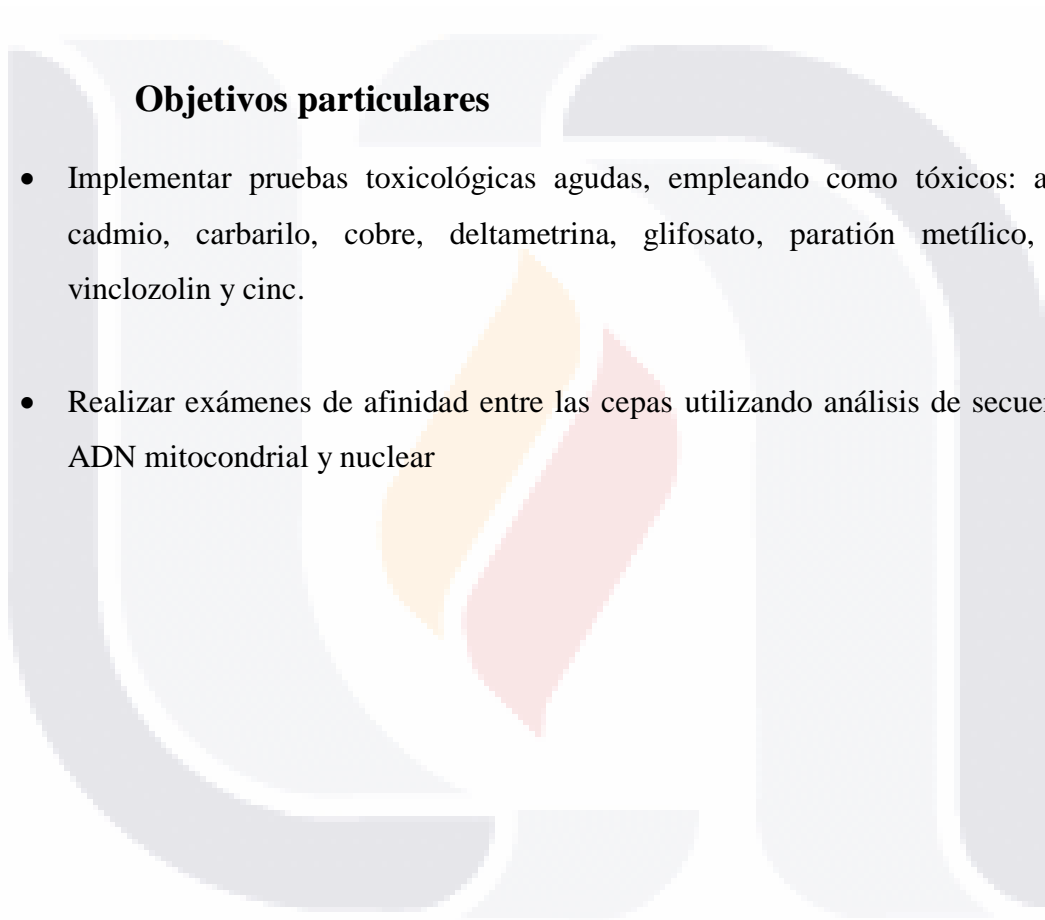 Objetivos particulares
• Implementar pruebas toxicológicas agudas, empleando como tóxicos:
cadmio, carbarilo, cobre, deltametrina, glifosato, paratión metílico,
vinclozolin y cinc.
• Realizar exámenes de afinidad entre las cepas utilizando análisis de
ADN mitocondrial y nuclear